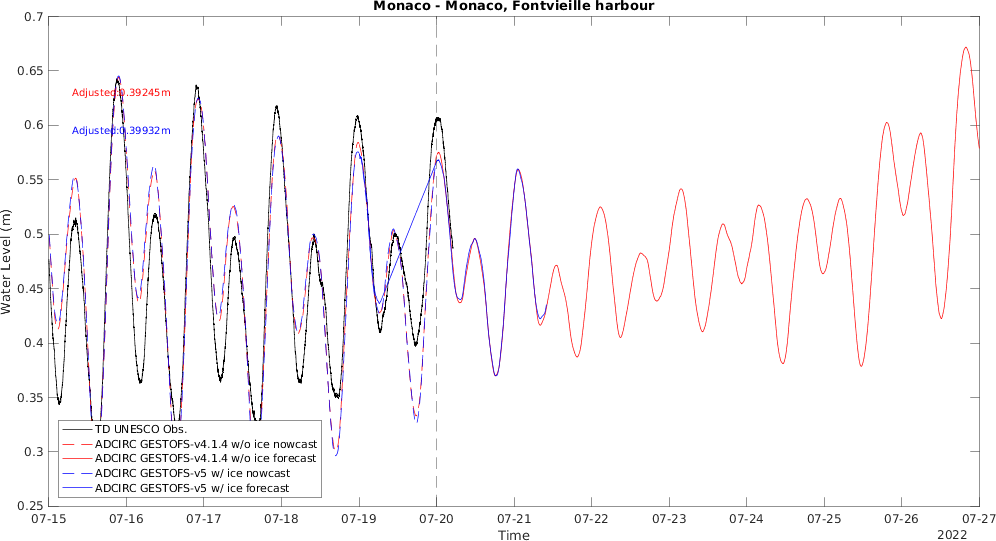 Monaco - Monaco, Fontvieille harbour
0.7
0.65
0.6
0.55
0.5
0.45
0.4
0.35
0.3
0.25
Water Level (m)
Adjusted:0.39245m
Adjusted:0.39932m
TD UNESCO Obs.
ADCIRC GESTOFS-v4.1.4 w/o ice nowcast
ADCIRC GESTOFS-v4.1.4 w/o ice forecast
ADCIRC GESTOFS-v5 w/ ice nowcast
ADCIRC GESTOFS-v5 w/ ice forecast
07-15 07-16 07-17 07-18 07-19 07-20 07-21 07-22 07-23 07-24 07-25 07-26 07-27
Time
2022